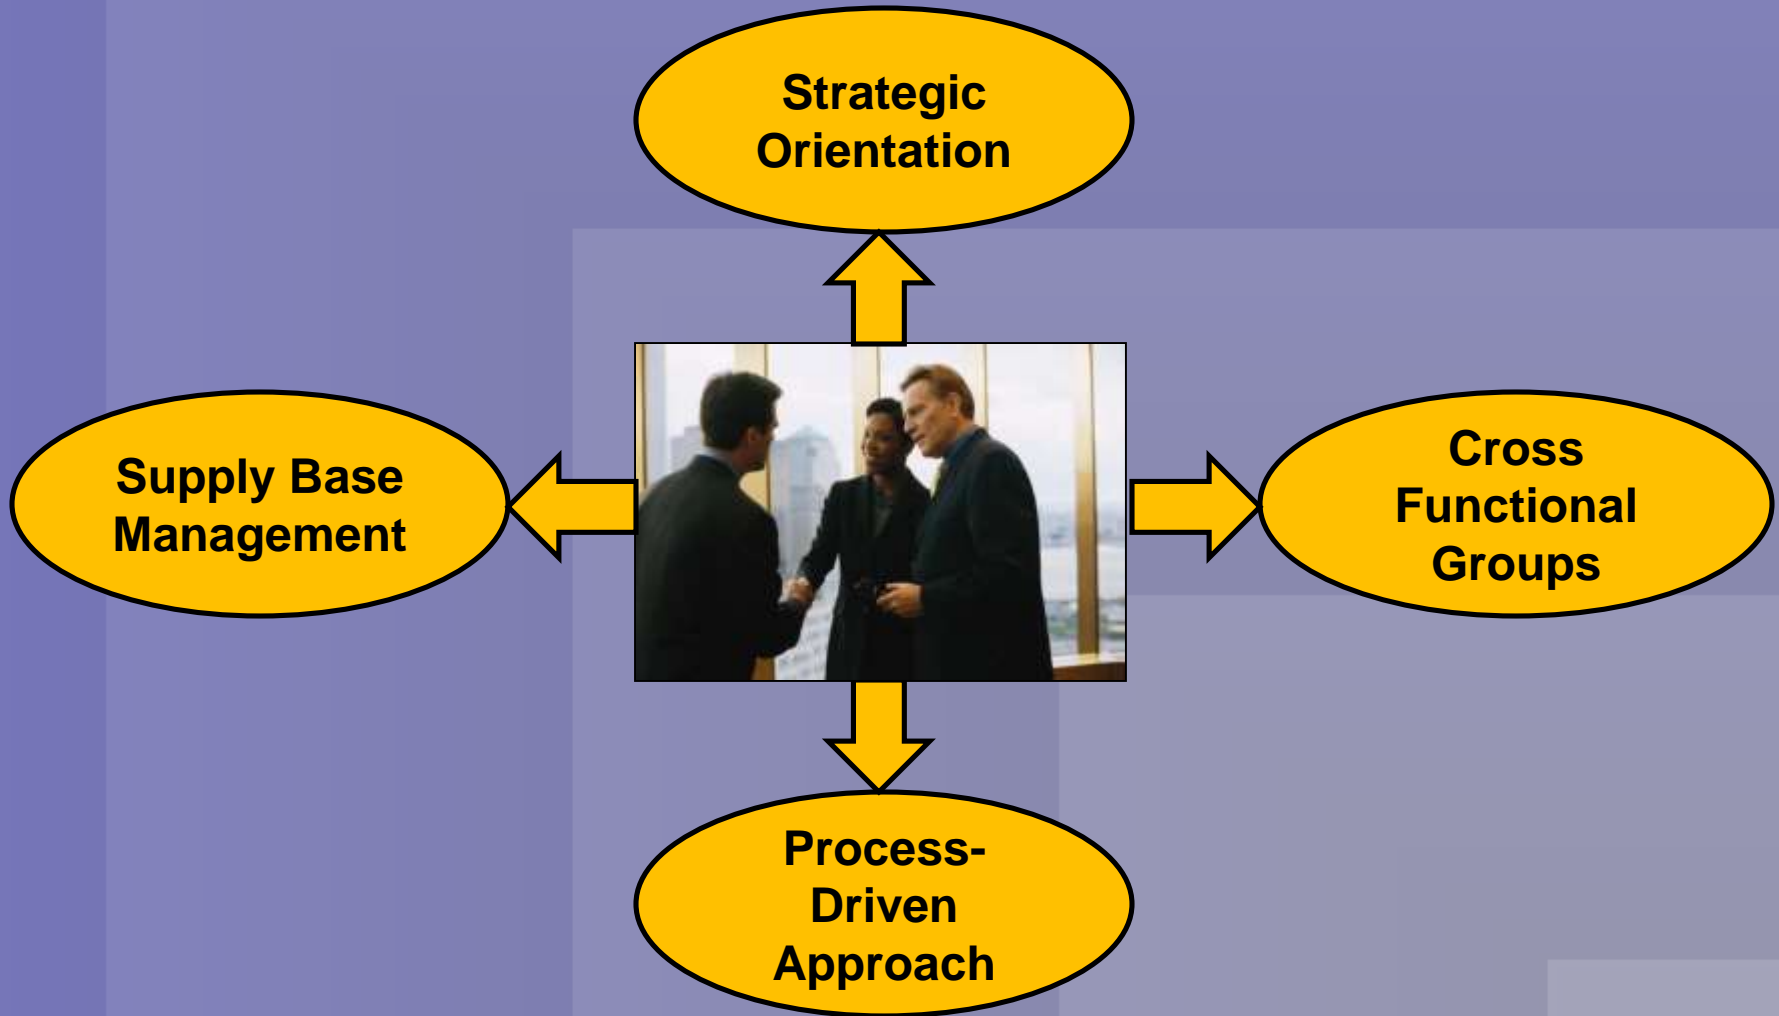 Strategic
Orientation
Supply Base
Management
Cross
Functional
Groups
Process-
Driven
Approach